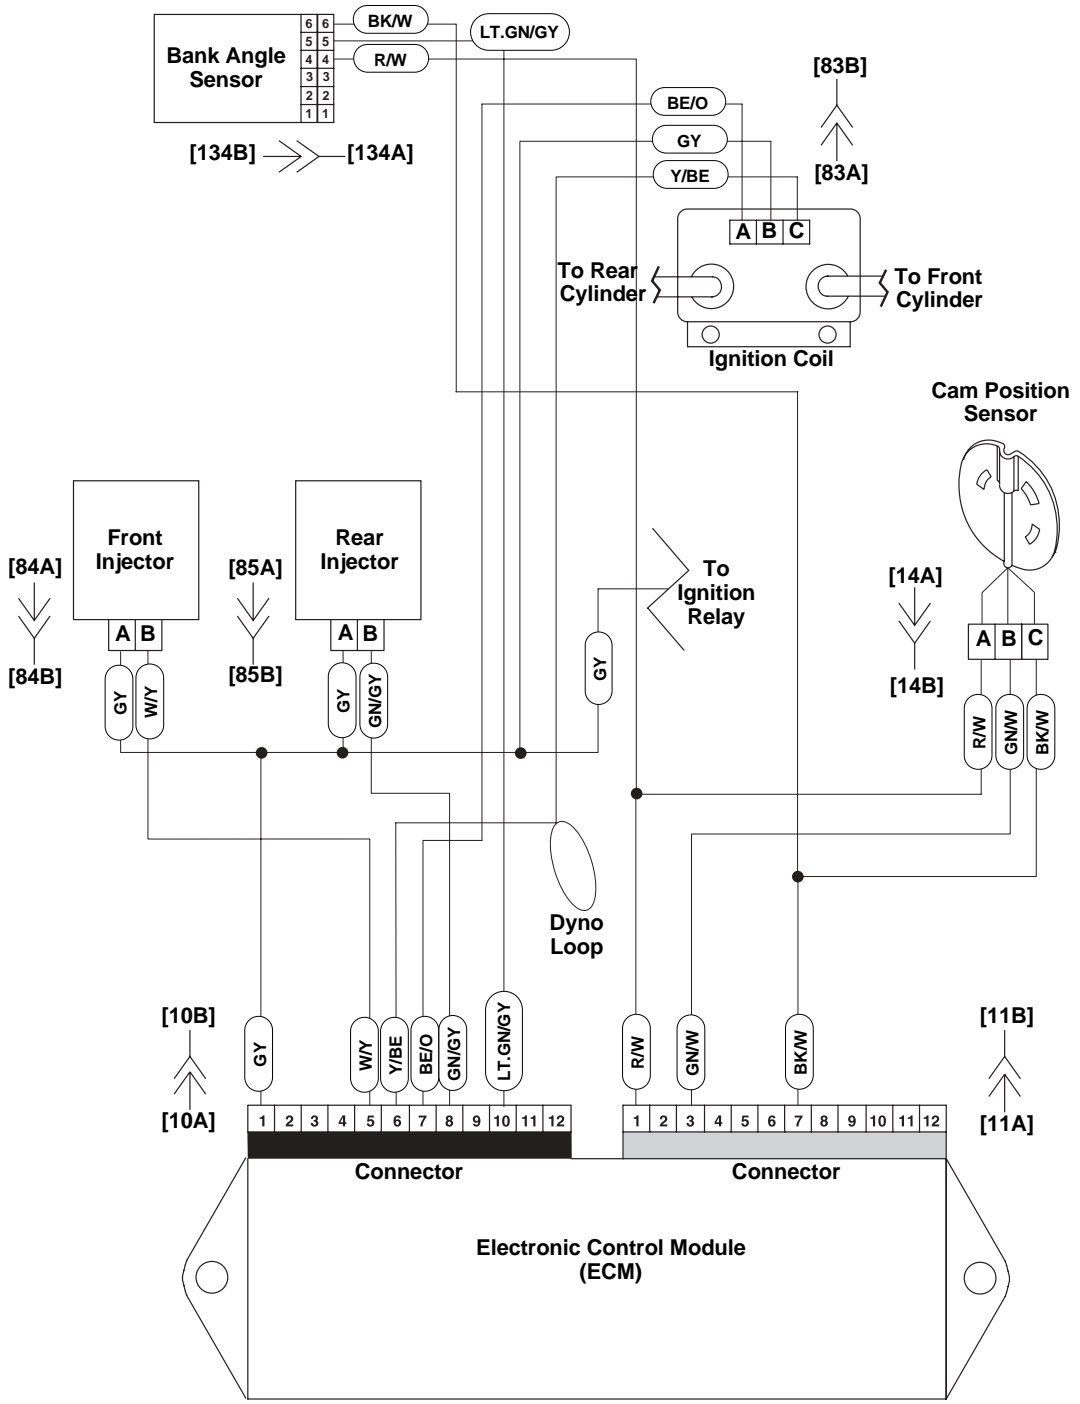 BK/W
LT.GN/GY
R/W
Bank Angle
Sensor
6 6
5 5
4 4
3 3
2 2
1 1
[134B]
[134A]
[83B]
[83A]
BE/O
GY
Y/BE
A B C
To Rear
Cylinder
To Front
Cylinder
Ignition Coil
Cam Position
Sensor
Front
Injector
Rear
Injector
[84A]
[84B]
[85A]
[85B]
A B
A B
GY
W/Y
GY
GN/GY
To
Ignition
Relay
GY
[14A]
[14B]
A B C
R/W
GN/W
BK/W
Dyno
Loop
[10B]
[10A]
GY
W/Y
Y/BE
BE/O
GN/GY
LT.GN/GY
R/W
GN/W
BK/W
[11B]
[11A]
1 2 3 4 5 6 7 8 9 10 11 12
1 2 3 4 5 6 7 8 9 10 11 12
Connector
Connector
Electronic Control Module
(ECM)